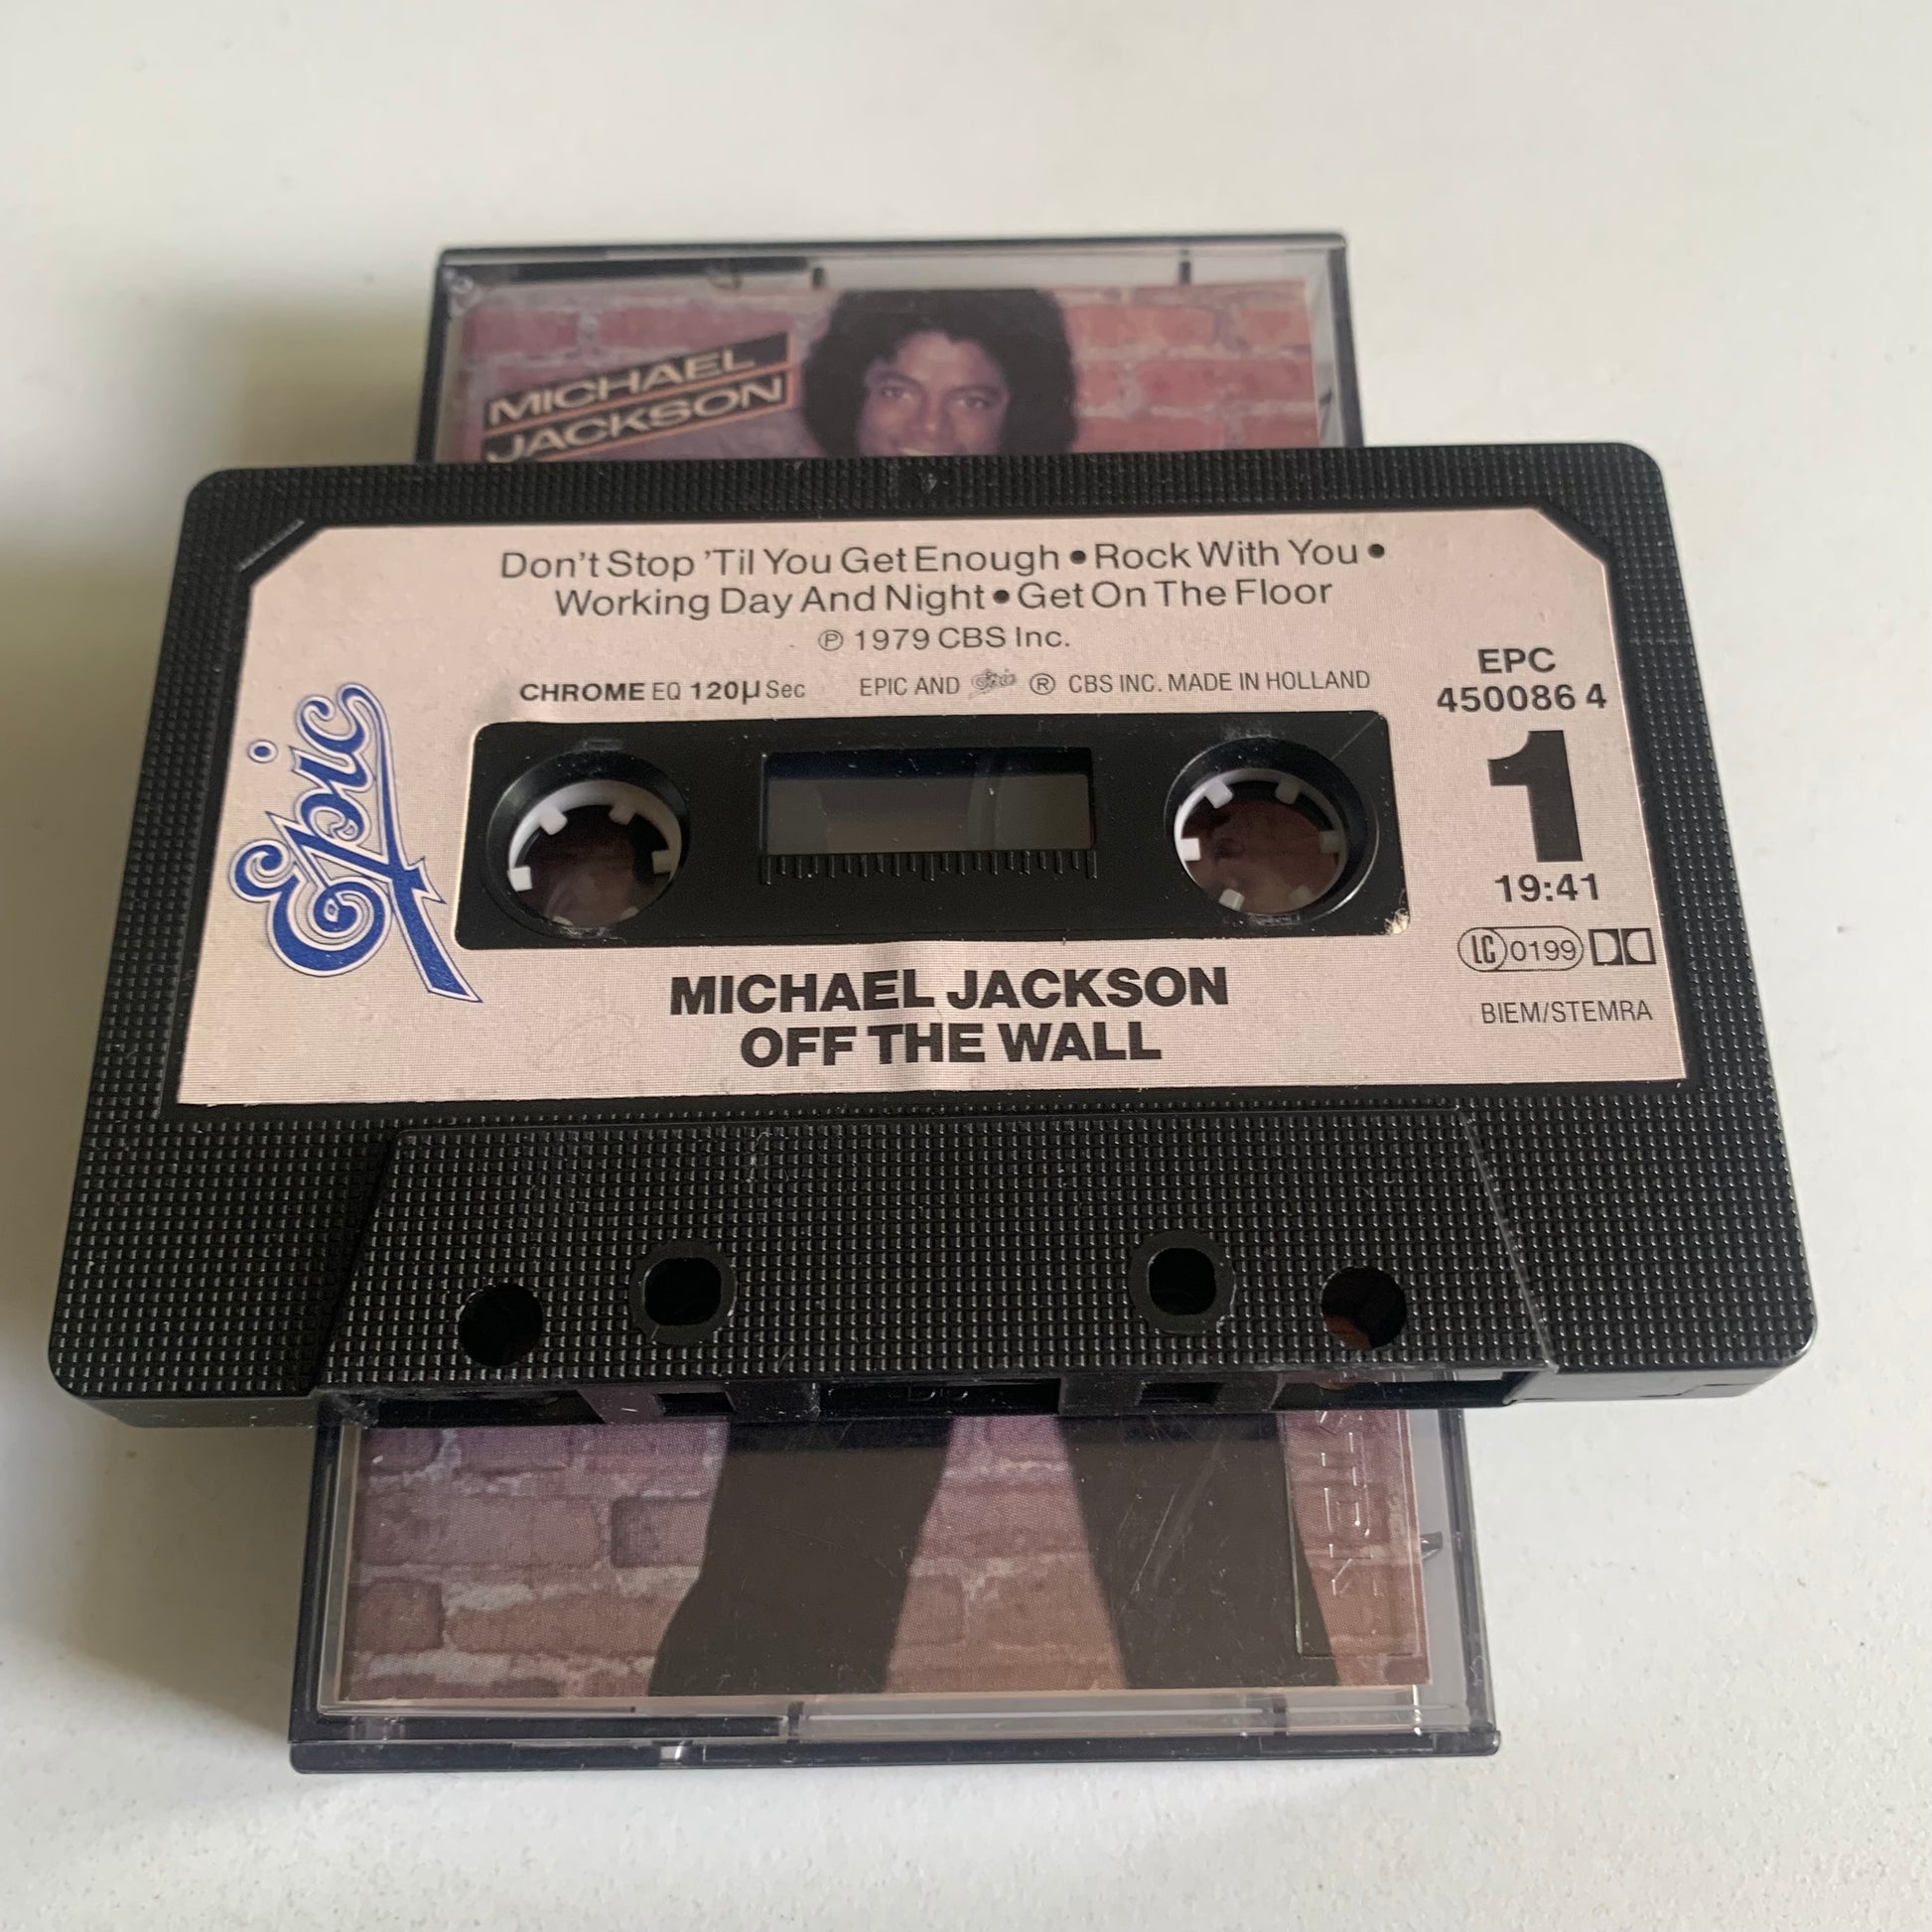 MICHAEL
JACKSON
Don't Stop 'Til You Get Enough • Rock With You •
Working Day And Night • Get On The Floor
℗ 1979 CBS Inc.
CHROME EQ 120µ Sec EPIC AND Epic ® CBS INC. MADE IN HOLLAND
EPC
450086 4
Epic
1
19:41
LC 0199
BIEM/STEMRA
MICHAEL JACKSON
OFF THE WALL